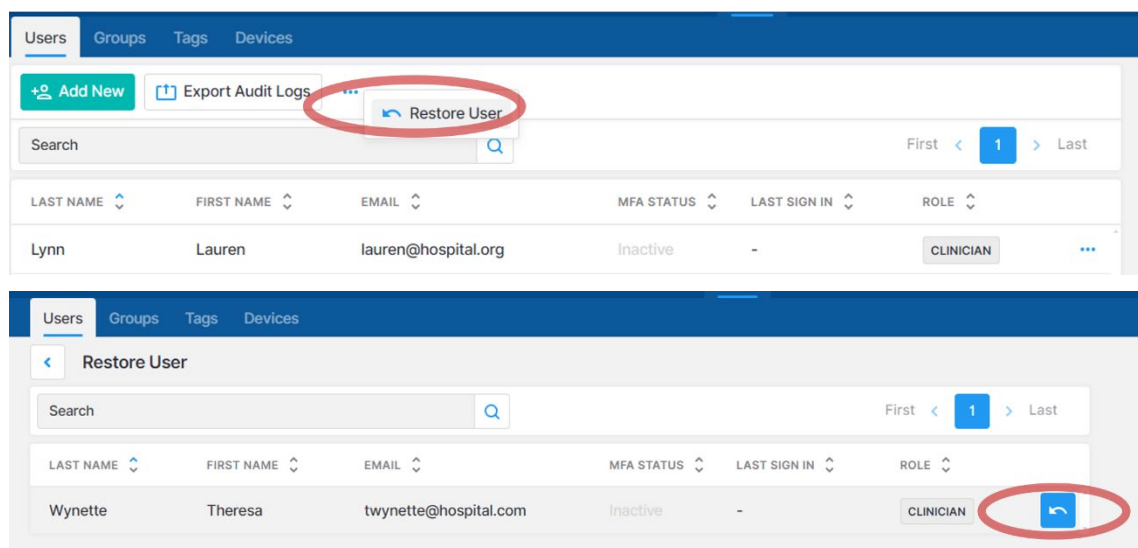 Users Groups Tags Devices
Add New Export Audit Logs ... Restore User
Search First < 1 > Last
LAST NAME FIRST NAME EMAIL MFA STATUS LAST SIGN IN ROLE
Lynn Lauren lauren@hospital.org Inactive - CLINICIAN ...
Users Groups Tags Devices
< Restore User
Search First < 1 > Last
LAST NAME FIRST NAME EMAIL MFA STATUS LAST SIGN IN ROLE
Wynette Theresa twynette@hospital.com Inactive - CLINICIAN